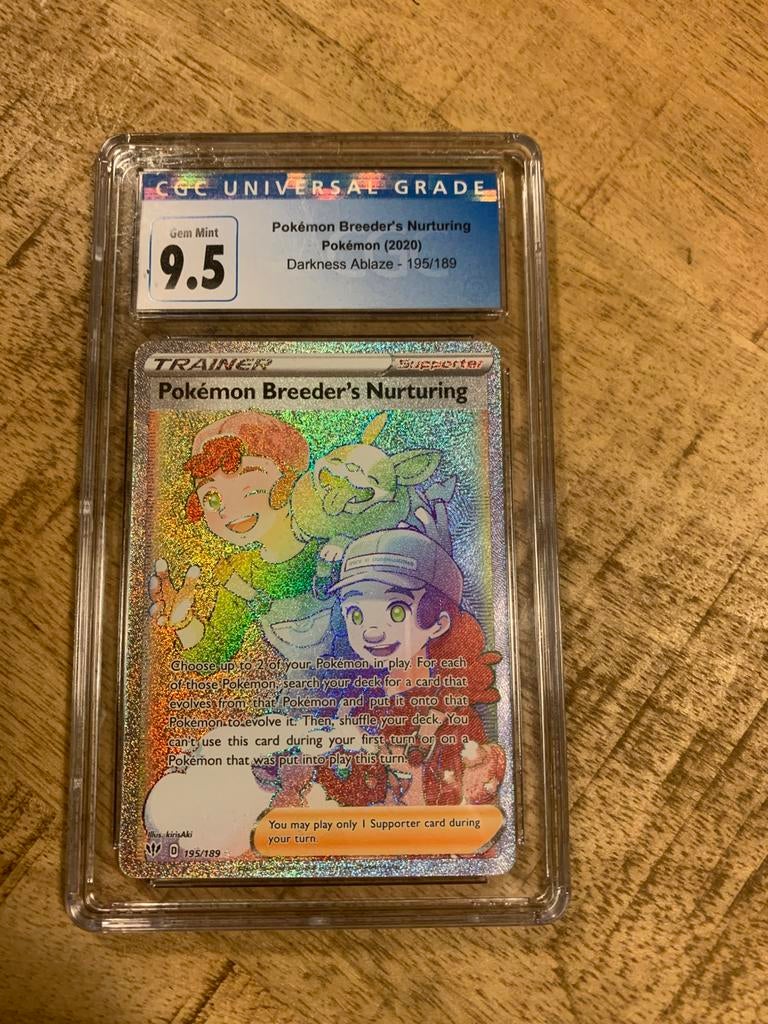 CGC UNIVERSAL GRADE
Gem Mint
9.5
Pokémon Breeder's Nurturing
Pokémon (2020)
Darkness Ablaze - 195/189
TRAINER
Supporter
Pokémon Breeder's Nurturing
Choose up to 2 of your Pokémon in play. For each
of those Pokémon, search your deck for a card that
evolves from that Pokémon and put it onto that
Pokémon to evolve it. Then, shuffle your deck. You
can't use this card during your first turn or on a
Pokémon that was put into play this turn.
You may play only 1 Supporter card during
your turn.
Illus. kirisAki
D 195/189